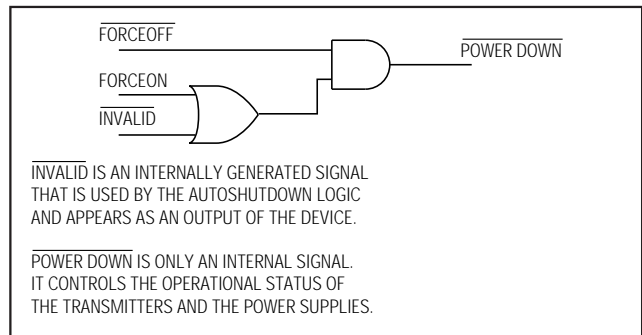 FORCEOFF
POWER DOWN
FORCEON
INVALID
INVALID IS AN INTERNALLY GENERATED SIGNAL
THAT IS USED BY THE AUTOSHUTDOWN LOGIC
AND APPEARS AS AN OUTPUT OF THE DEVICE.
POWER DOWN IS ONLY AN INTERNAL SIGNAL.
IT CONTROLS THE OPERATIONAL STATUS OF
THE TRANSMITTERS AND THE POWER SUPPLIES.